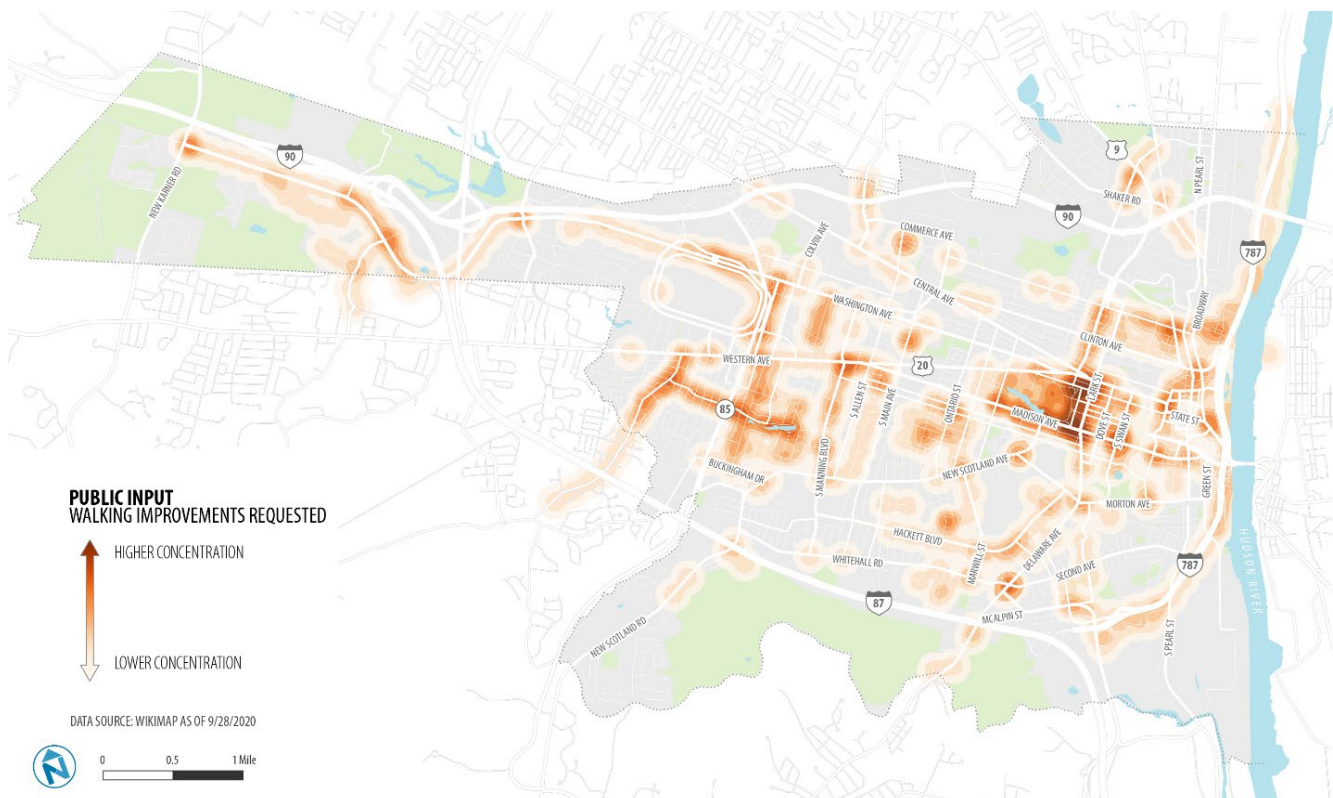 PUBLIC INPUT
WALKING IMPROVEMENTS REQUESTED
HIGHER CONCENTRATION
LOWER CONCENTRATION
DATA SOURCE: WIKIMAP AS OF 9/28/2020
N
0 0.5 1 Mile
90
NEW KARNER RD
9
SHAKER RD
N PEARL ST
90
787
COMMERCE AVE
COLVIN AVE
CENTRAL AVE
WASHINGTON AVE
BROADWAY
CLINTON AVE
WESTERN AVE
20
CLARK ST
85
S ALLEN ST
S MAIN AVE
ONTARIO ST
MADISON AVE
DOVE ST
S SWAN ST
STATE ST
BUCKINGHAM DR
S MANNING BLVD
NEW SCOTLAND AVE
GREEN ST
MORTON AVE
HACKETT BLVD
MARWILL ST
DELAWARE AVE
WHITEHALL RD
SECOND AVE
787
HUDSON RIVER
87
MCALPIN ST
NEW SCOTLAND RD
S PEARL ST